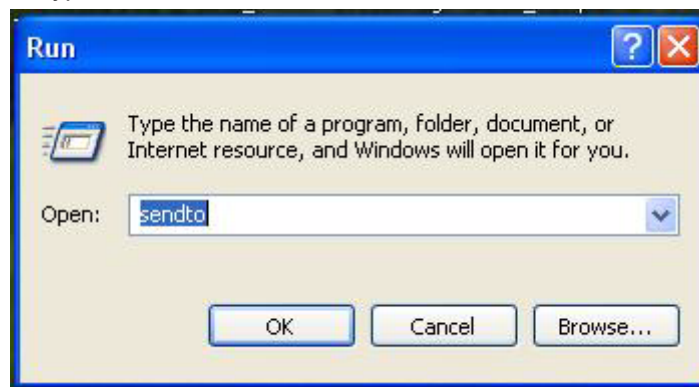 Run
Type the name of a program, folder, document, or
Internet resource, and Windows will open it for you.
Open: sendto
OK Cancel Browse...